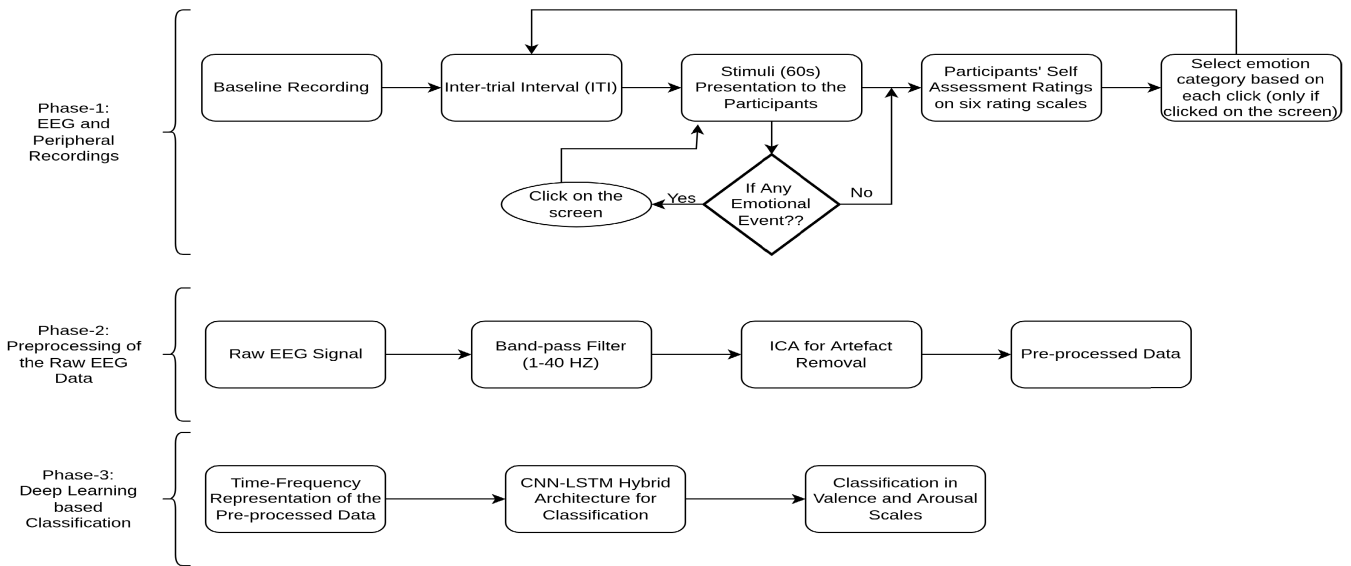 Phase-1:
EEG and
Peripheral
Recordings
Baseline Recording
Inter-trial Interval (ITI)
Stimuli (60s)
Presentation to the
Participants
Participants' Self
Assessment Ratings
on six rating scales
Select emotion
category based on
each click (only if
clicked on the screen)
Click on the
screen
Yes
If Any
Emotional
Event??
No
Phase-2:
Preprocessing of
the Raw EEG
Data
Raw EEG Signal
Band-pass Filter
(1-40 HZ)
ICA for Artefact
Removal
Pre-processed Data
Phase-3:
Deep Learning
based
Classification
Time-Frequency
Representation of the
Pre-processed Data
CNN-LSTM Hybrid
Architecture for
Classification
Classification in
Valence and Arousal
Scales